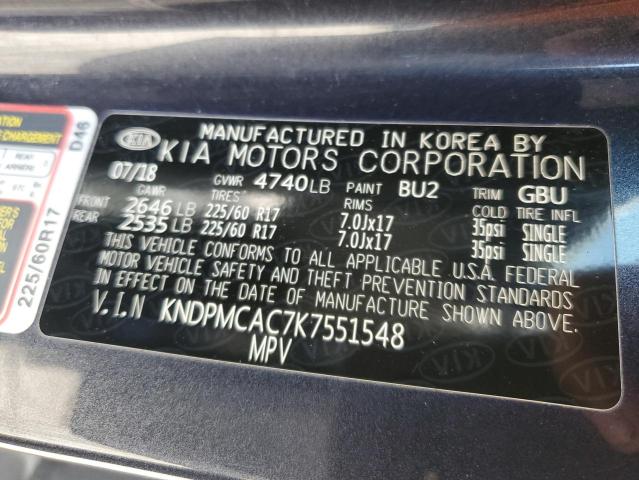 KIA
MANUFACTURED IN KOREA BY
KIA MOTORS CORPORATION
07/18 GVWR 4740LB PAINT BU2 TRIM GBU
GAWR TIRES RIMS COLD TIRE INFL
FRONT 2646 LB 225/60 R17 7.0Jx17 35psi SINGLE
REAR 2535 LB 225/60 R17 7.0Jx17 35psi SINGLE
THIS VEHICLE CONFORMS TO ALL APPLICABLE U.S.A. FEDERAL
MOTOR VEHICLE SAFETY AND THEFT PREVENTION STANDARDS
IN EFFECT ON THE DATE OF MANUFACTURE SHOWN ABOVE.
V.I.N KNDPMCAC7K7551548
MPV
D46
225/60R17
CHARGEMENT
REAR